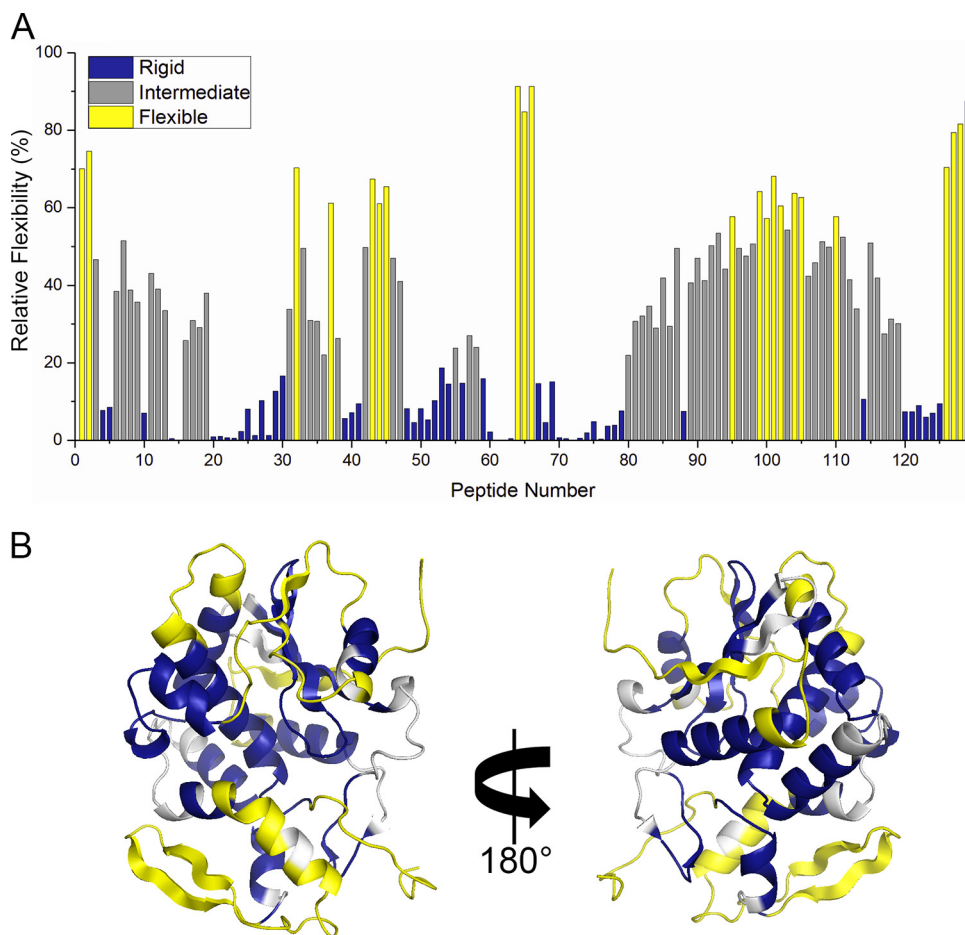 A
Relative Flexibility (%)
100
80
60
40
20
0
Rigid
Intermediate
Flexible
0 10 20 30 40 50 60 70 80 90 100 110 120
Peptide Number
B
180°